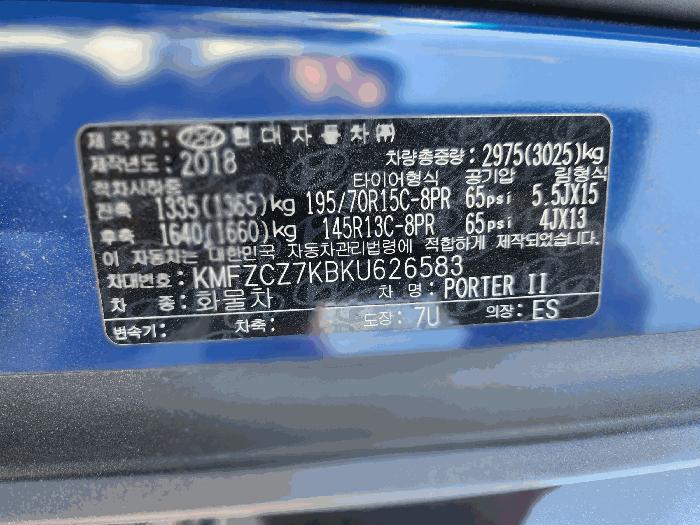 제 작 자 : 현 대 자 동 차 ㈜
제작년도 : 2018 차량총중량 : 2975(3025)kg
적차시하중 타이어형식 공기압 림형식
전축 1335(1365)kg 195/70R15C-8PR 65psi 5.5JX15
후축 1640(1660)kg 145R13C-8PR 65psi 4JX13
이 자동차는 대한민국 자동차관리법령에 적합하게 제작되었습니다.
차대번호 : KMFZCZ7KBKU626583
차 종 : 화물차 차 명 : PORTER II
변속기 : 차축 : 도장 : 7U 의장 : ES